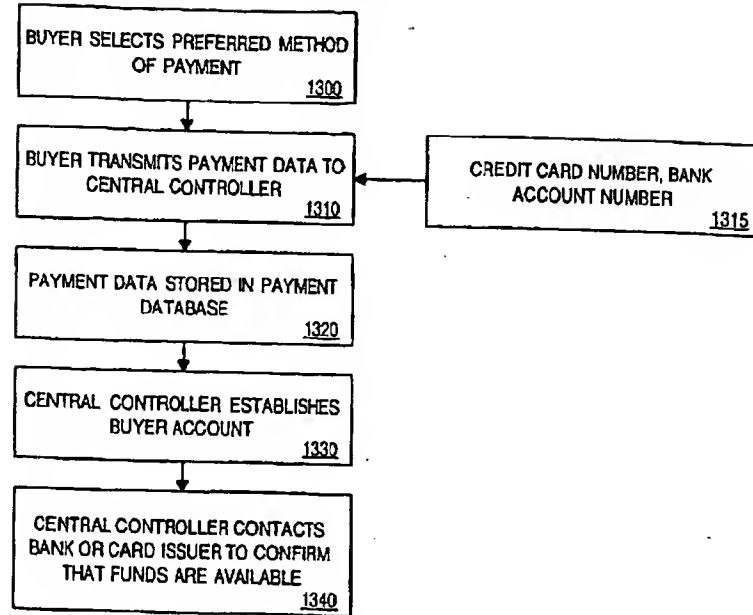 BUYER SELECTS PREFERRED METHOD
OF PAYMENT
1300
BUYER TRANSMITS PAYMENT DATA TO
CENTRAL CONTROLLER
1310
CREDIT CARD NUMBER, BANK
ACCOUNT NUMBER
1315
PAYMENT DATA STORED IN PAYMENT
DATABASE
1320
CENTRAL CONTROLLER ESTABLISHES
BUYER ACCOUNT
1330
CENTRAL CONTROLLER CONTACTS
BANK OR CARD ISSUER TO CONFIRM
THAT FUNDS ARE AVAILABLE
1340